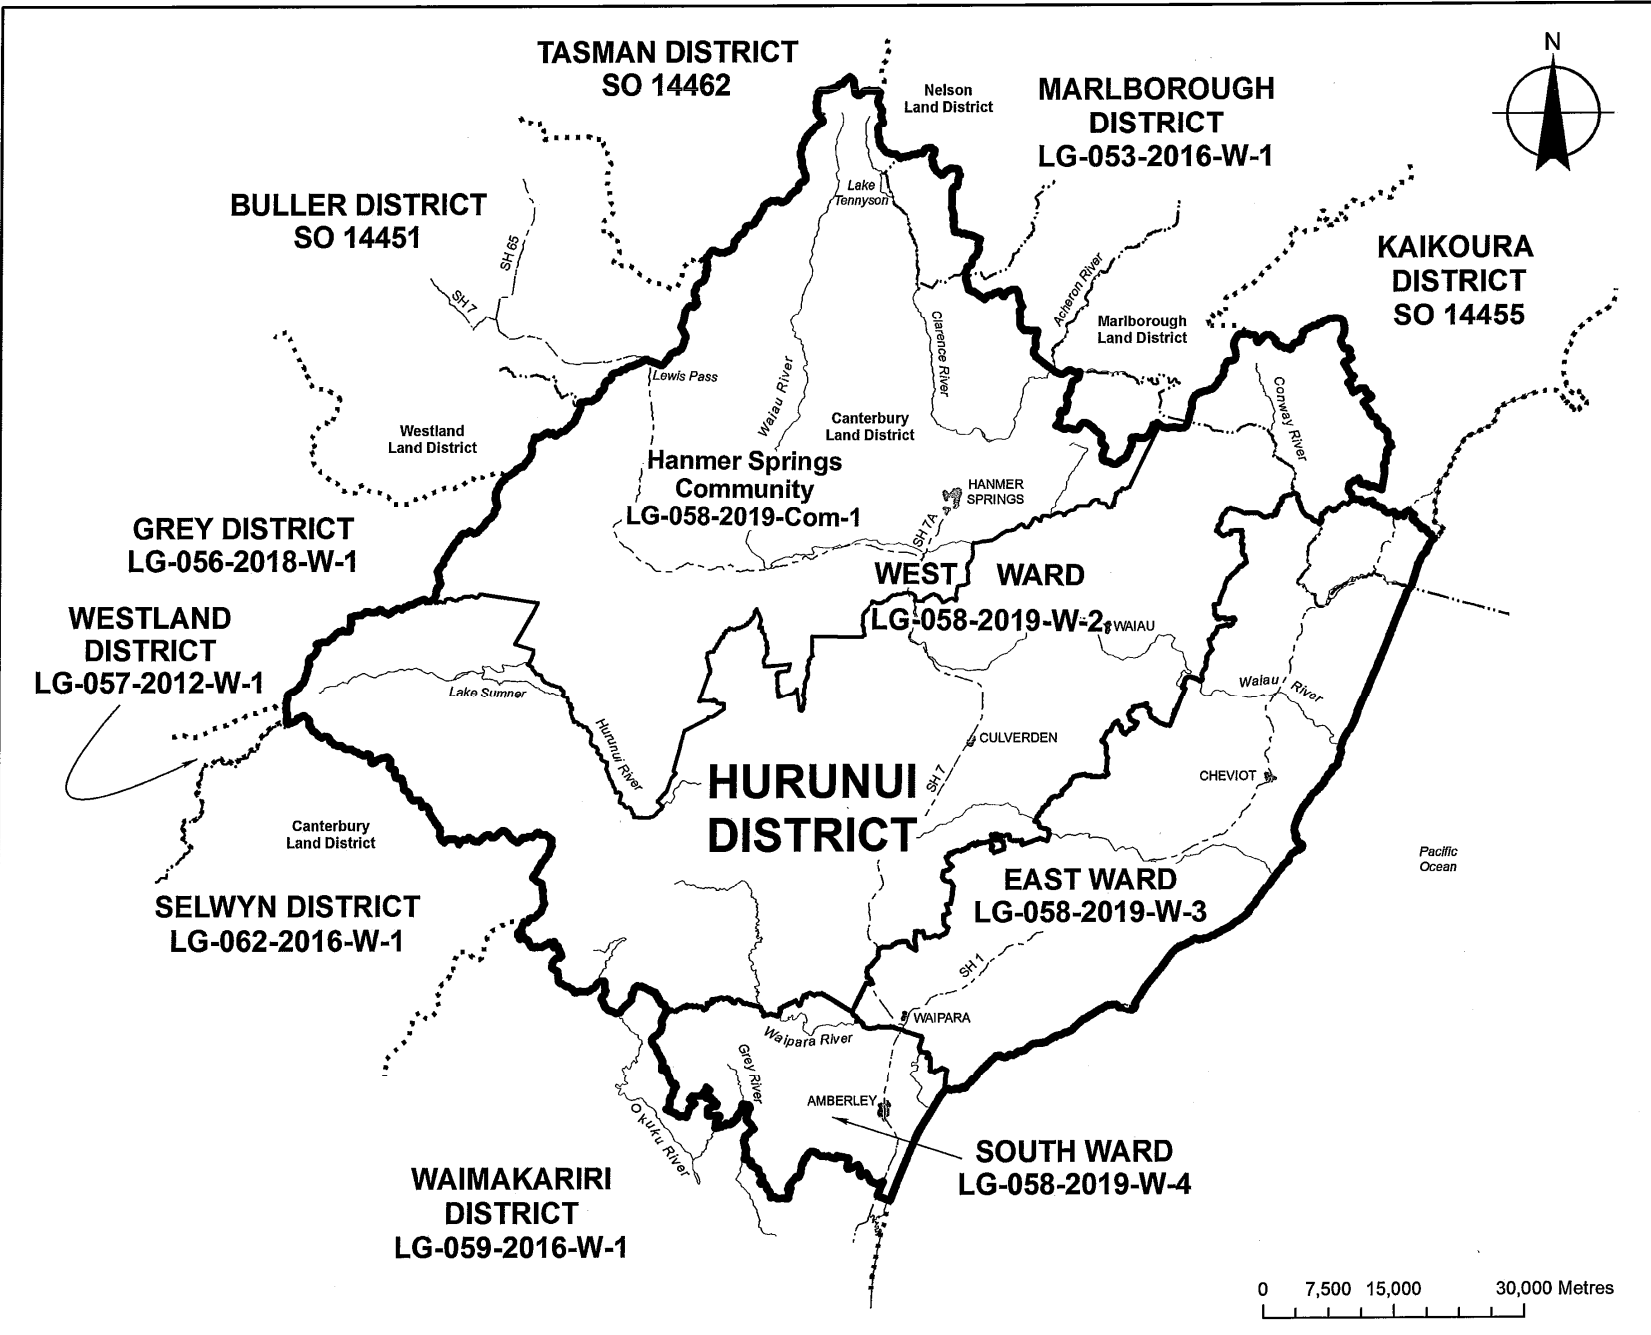 TASMAN DISTRICT
SO 14462
Nelson
Land District
MARLBOROUGH
DISTRICT
LG-053-2016-W-1
N
BULLER DISTRICT
SO 14451
SH 65
SH 7
Lake
Tennyson
Acheron River
KAIKOURA
DISTRICT
SO 14455
Marlborough
Land District
Clarence River
Lewis Pass
Waiau River
Conway River
Canterbury
Land District
Westland
Land District
Hanmer Springs
Community
LG-058-2019-Com-1
HANMER
SPRINGS
SH 7A
GREY DISTRICT
LG-056-2018-W-1
WEST WARD
LG-058-2019-W-2
WAIAU
WESTLAND
DISTRICT
LG-057-2012-W-1
Lake Sumner
Waiau River
Hurunui River
CULVERDEN
SH 7
CHEVIOT
HURUNUI
DISTRICT
Canterbury
Land District
Pacific
Ocean
EAST WARD
LG-058-2019-W-3
SELWYN DISTRICT
LG-062-2016-W-1
SH 1
WAIPARA
Waipara River
Grey River
AMBERLEY
Okuku River
SOUTH WARD
LG-058-2019-W-4
WAIMAKARIRI
DISTRICT
LG-059-2016-W-1
0 7,500 15,000 30,000 Metres